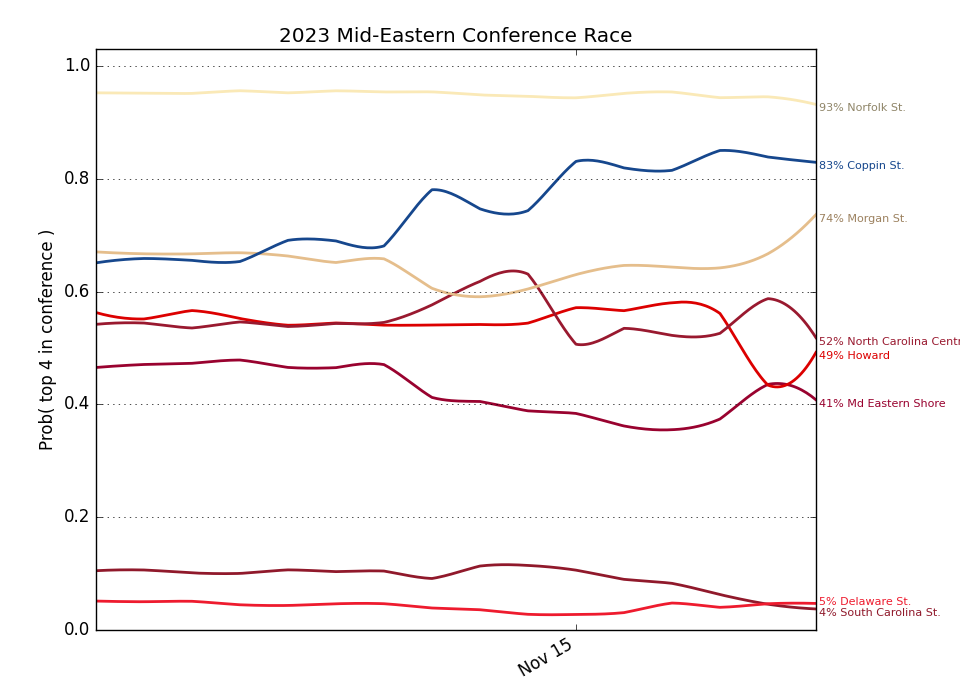 2023 Mid-Eastern Conference Race
Prob( top 4 in conference )
1.0
0.8
0.6
0.4
0.2
0.0
Nov 15
93% Norfolk St.
83% Coppin St.
74% Morgan St.
52% North Carolina Centr
49% Howard
41% Md Eastern Shore
5% Delaware St.
4% South Carolina St.